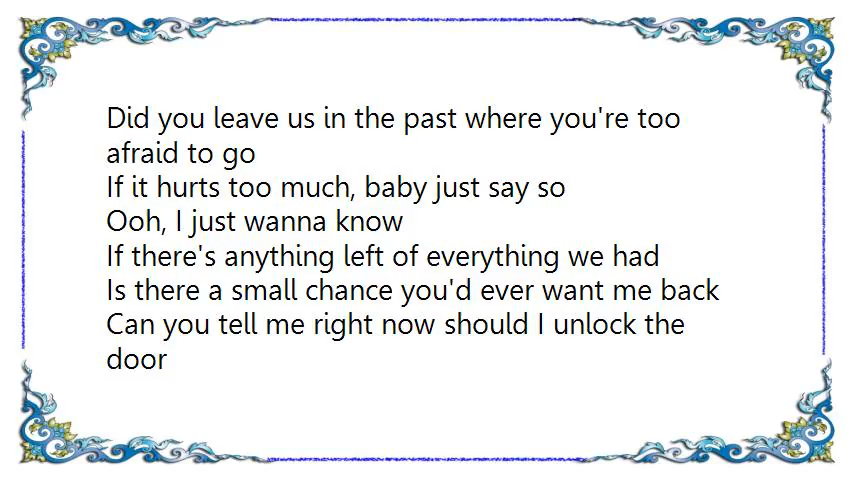 Did you leave us in the past where you're too
afraid to go
If it hurts too much, baby just say so
Ooh, I just wanna know
If there's anything left of everything we had
Is there a small chance you'd ever want me back
Can you tell me right now should I unlock the
door